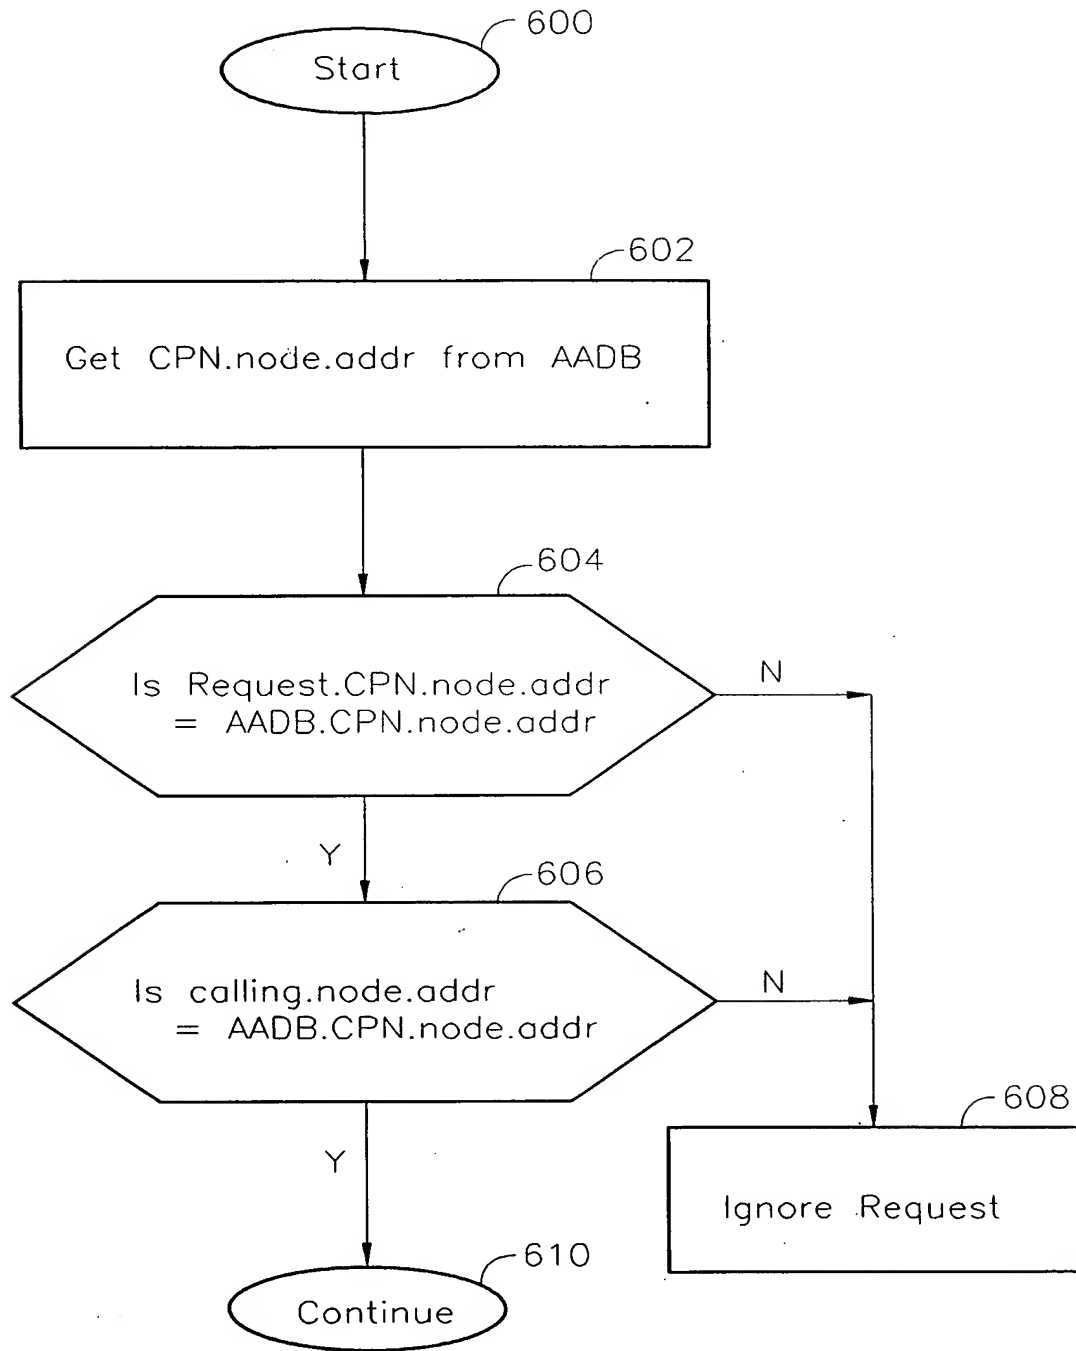 600
Start
602
Get CPN.node.addr from AADB
604
Is Request.CPN.node.addr
= AADB.CPN.node.addr
N
Y
606
Is calling.node.addr
= AADB.CPN.node.addr
N
608
Y
Ignore Request
610
Continue